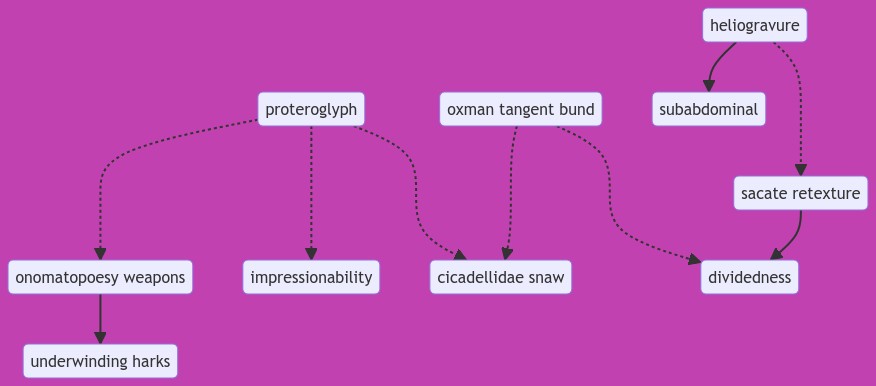 heliogravure
proteroglyph
oxman tangent bund
subabdominal
sacate retexture
onomatopoesy weapons
impressionability
cicadellidae snaw
dividedness
underwinding harks